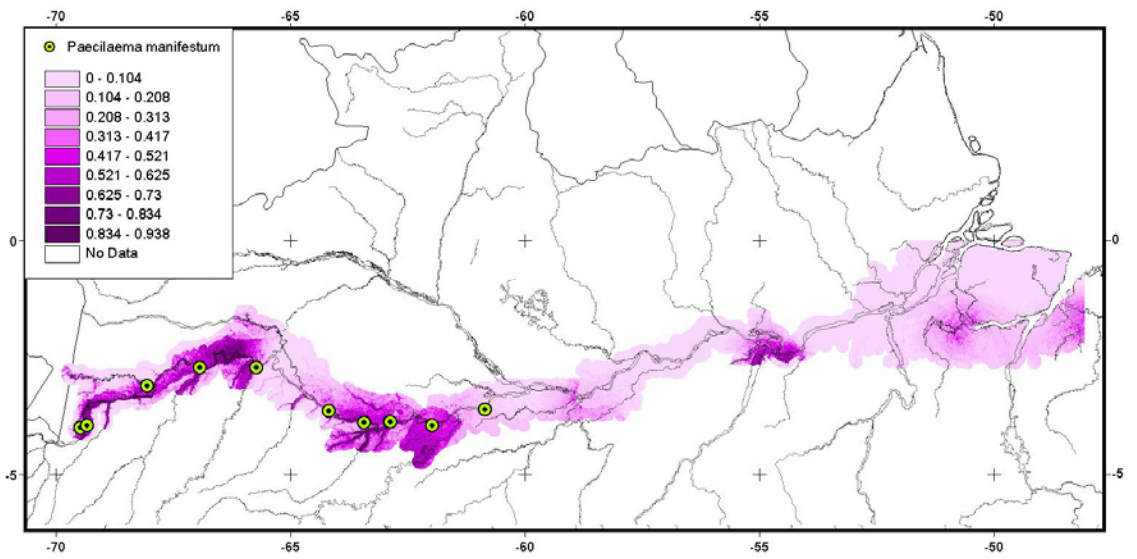 -70 -65 -60 -55 -50
Paecilaema manifestum
0 - 0.104
0.104 - 0.208
0.208 - 0.313
0.313 - 0.417
0.417 - 0.521
0.521 - 0.625
0.625 - 0.73
0.73 - 0.834
0.834 - 0.938
No Data
0 0
-5 -5
-70 -65 -60 -55 -50